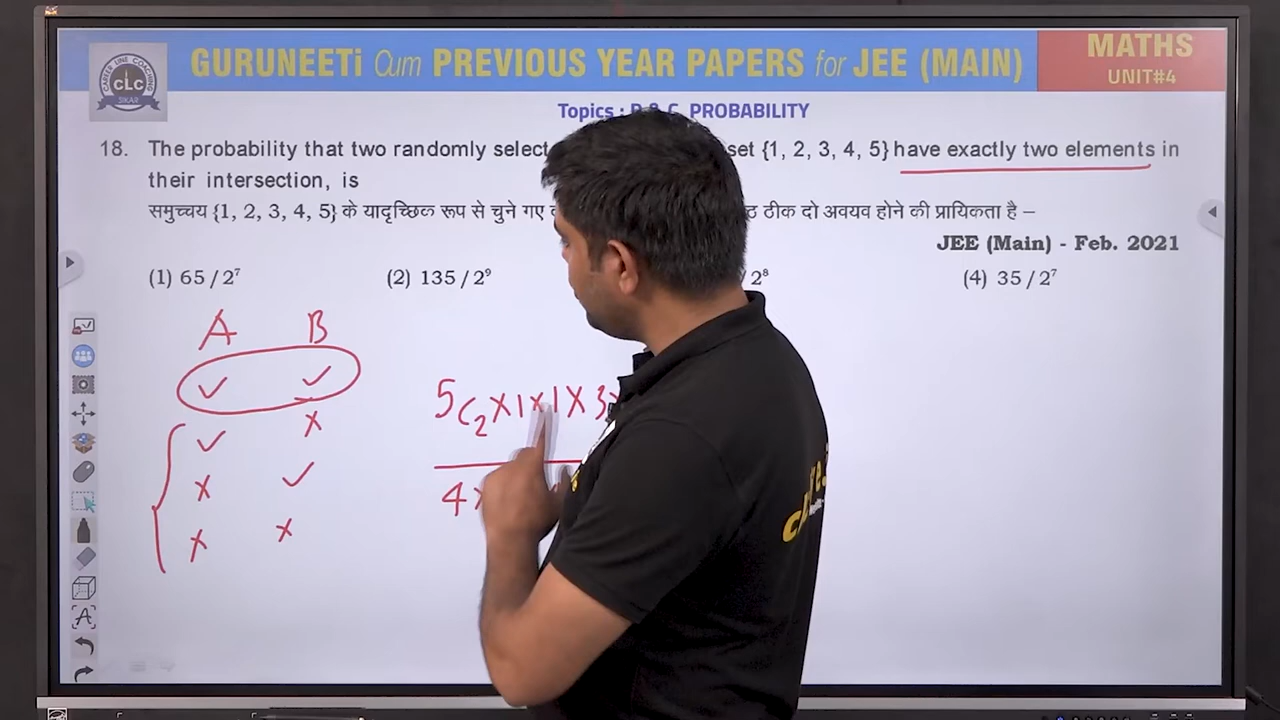 CAREER LINE COACHING
CLC
SIKAR
GURUNEETi Cum PREVIOUS YEAR PAPERS for JEE (MAIN)
MATHS
UNIT#4
Topics : P & C, PROBABILITY
18. The probability that two randomly select set {1, 2, 3, 4, 5} have exactly two elements in
their intersection, is
समुच्चय {1, 2, 3, 4, 5} के यादृच्छिक रूप से चुने गए ठीक दो अवयव होने की प्रायिकता है –
JEE (Main) - Feb. 2021
(1) 65/2⁷ (2) 135/2⁹ /2⁸ (4) 35/2⁷
A B
✓ ✓
✓ ×
× ✓
× ×
5C₂×1×1×3×
4×